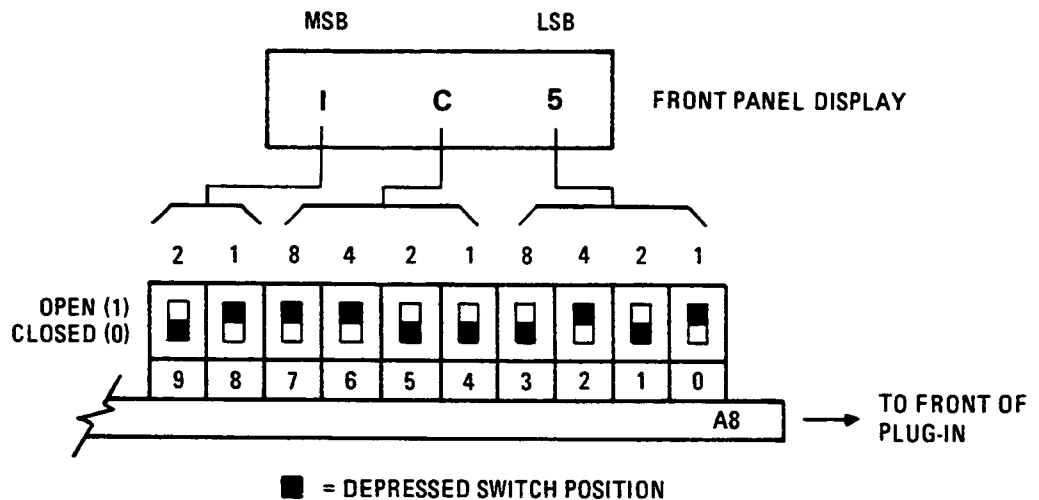 MSB LSB
I C 5 FRONT PANEL DISPLAY
2 1 8 4 2 1 8 4 2 1
OPEN (1)
CLOSED (0)
9 8 7 6 5 4 3 2 1 0
A8 TO FRONT OF
PLUG-IN
= DEPRESSED SWITCH POSITION